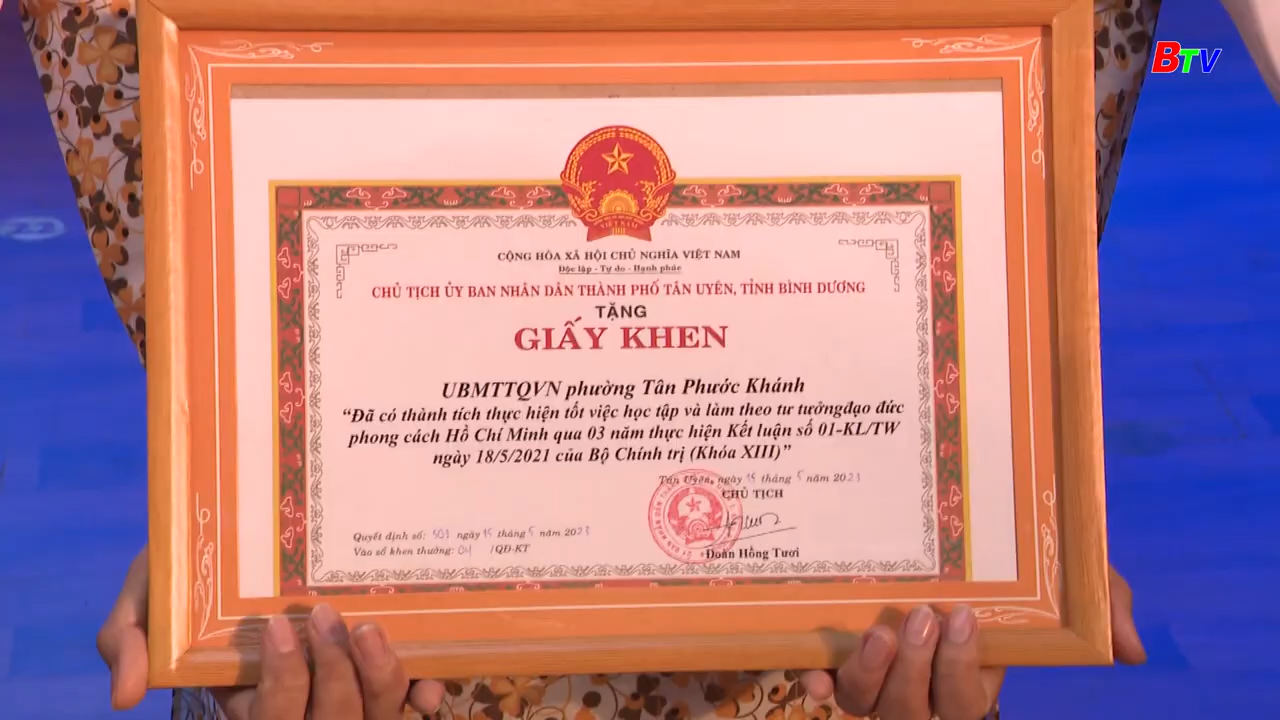 BTV
VIỆT NAM
CỘNG HÒA XÃ HỘI CHỦ NGHĨA VIỆT NAM
Độc lập - Tự do - Hạnh phúc
CHỦ TỊCH ỦY BAN NHÂN DÂN THÀNH PHỐ TÂN UYÊN, TỈNH BÌNH DƯƠNG
TẶNG
GIẤY KHEN
UBMTTQVN phường Tân Phước Khánh
“Đã có thành tích thực hiện tốt việc học tập và làm theo tư tưởngđạo đức
phong cách Hồ Chí Minh qua 03 năm thực hiện Kết luận số 01-KL/TW
ngày 18/5/2021 của Bộ Chính trị (Khóa XIII)”
Tân Uyên, ngày 15 tháng 5 năm 2023
CHỦ TỊCH
Quyết định số: 501 ngày 15 tháng 5 năm 2023
Vào sổ khen thưởng: 04 /QĐ-KT
Đoàn Hồng Tươi